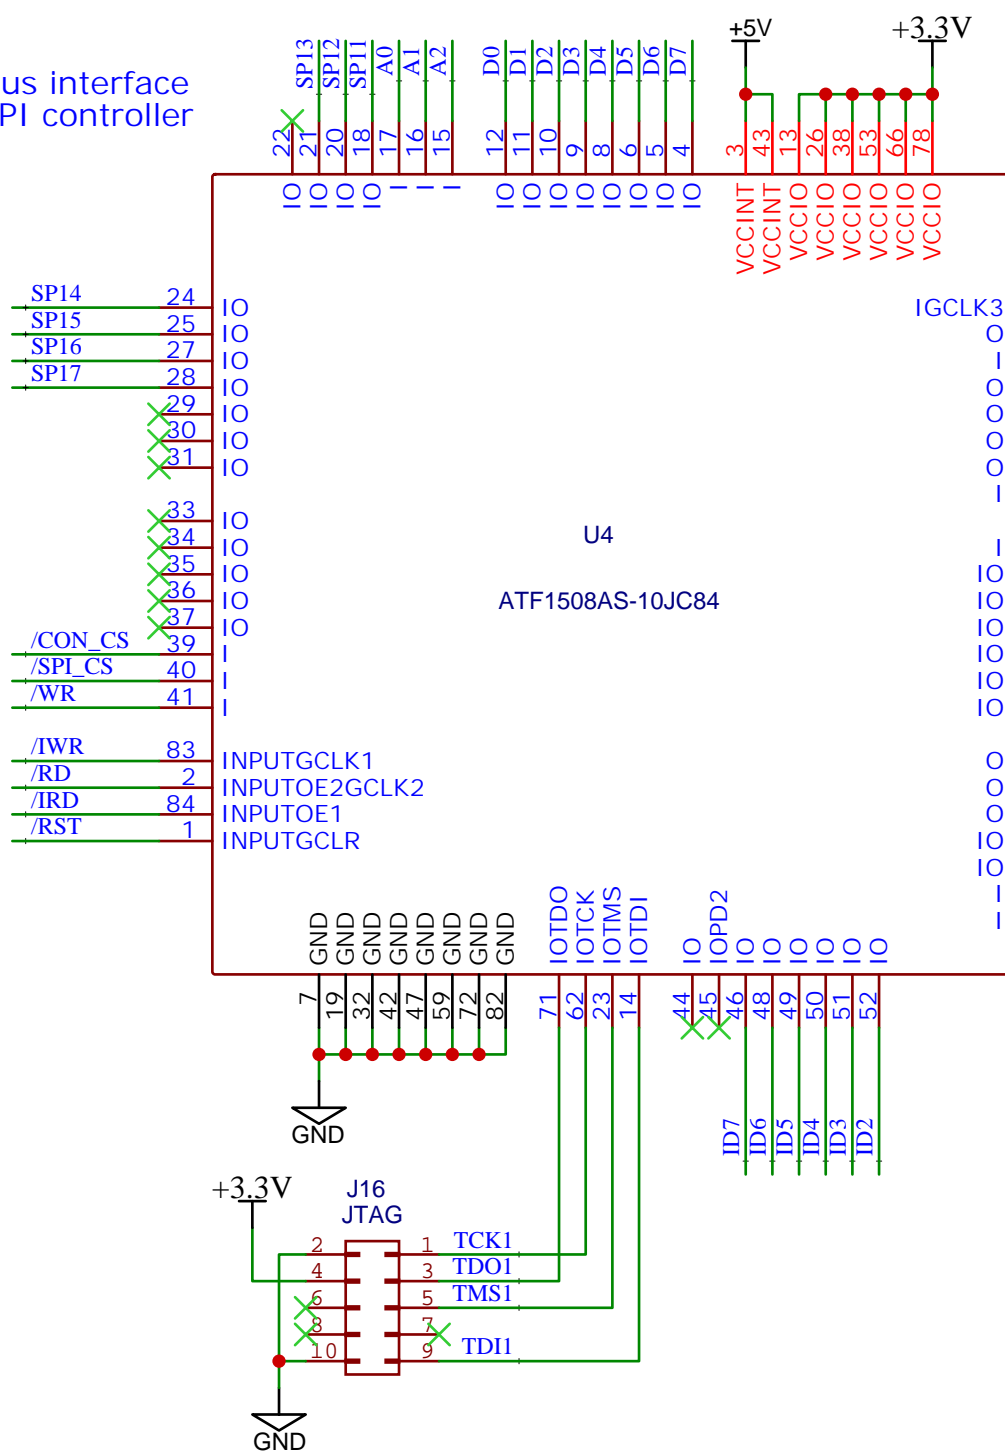 us interface
PI controller
+5V
+3.3V
SP13 SP12 SP11 A0 A1 A2 D0 D1 D2 D3 D4 D5 D6 D7
22 21 20 18 17 16 15 12 11 10 9 8 6 5 4 3 43 13 26 38 53 66 78
IO IO IO IO I I I IO IO IO IO IO IO IO IO VCCINT VCCINT VCCIO VCCIO VCCIO VCCIO VCCIO VCCIO
SP14 24 IO IGCLK3
SP15 25 IO O
SP16 27 IO I
SP17 28 IO O
29 IO O
30 IO O
31 IO O
I
33 IO
U4
34 IO I
35 IO IO
36 IO IO
ATF1508AS-10JC84
37 IO IO
/CON_CS 39 I IO
/SPI_CS 40 I IO
/WR 41 I IO
/IWR 83 INPUTGCLK1 O
/RD 2 INPUTOE2GCLK2 O
/IRD 84 INPUTOE1 O
/RST 1 INPUTGCLR IO
IO
I
I
GND GND GND GND GND GND GND GND IOTDO IOTCK IOTMS IOTDI IO IOPD2 IO IO IO IO IO IO
7 19 32 42 47 59 72 82 71 62 23 14 44 45 46 48 49 50 51 52
GND
ID7 ID6 ID5 ID4 ID3 ID2
+3.3V
J16
JTAG
2 1 TCK1
4 3 TDO1
6 5 TMS1
8 7
10 9 TDI1
GND